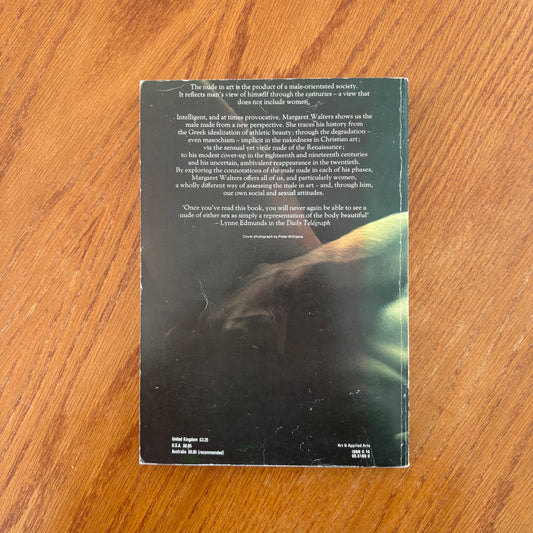 The nude in art is the product of a male-orientated society.
It reflects man's view of himself through the centuries – a view that
does not include women.
Intelligent, and at times provocative, Margaret Walters shows us the
male nude from a new perspective. She traces his history from
the Greek idealization of athletic beauty; through the degradation –
even masochism – implicit in the nakedness in Christian art;
via the sensual yet virile nude of the Renaissance;
to his modest cover-up in the eighteenth and nineteenth centuries
and his uncertain, ambivalent reappearance in the twentieth.
By exploring the connotations of the male nude in each of his phases,
Margaret Walters offers all of us, and particularly women,
a wholly different way of assessing the male in art – and, through him,
our own social and sexual attitudes.
'Once you've read this book, you will never again be able to see a
nude of either sex as simply a representation of the body beautiful'
– Lynne Edmunds in the Daily Telegraph
Cover photograph by Peter Williams
United Kingdom £3.25
U.S.A. $9.95
Australia (recommended)
Art & Applied Arts
ISBN 0 14